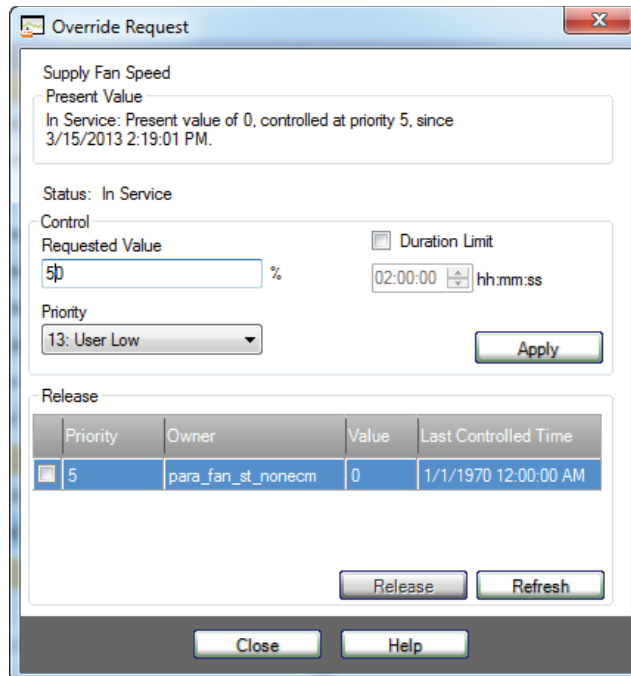 Override Request
Supply Fan Speed
Present Value
In Service: Present value of 0, controlled at priority 5, since
3/15/2013 2:19:01 PM.
Status: In Service
Control
Requested Value
Duration Limit
50 %
02:00:00 hh:mm:ss
Priority
13: User Low
Apply
Release
Priority Owner Value Last Controlled Time
5 para_fan_st_nonecm 0 1/1/1970 12:00:00 AM
Release Refresh
Close Help